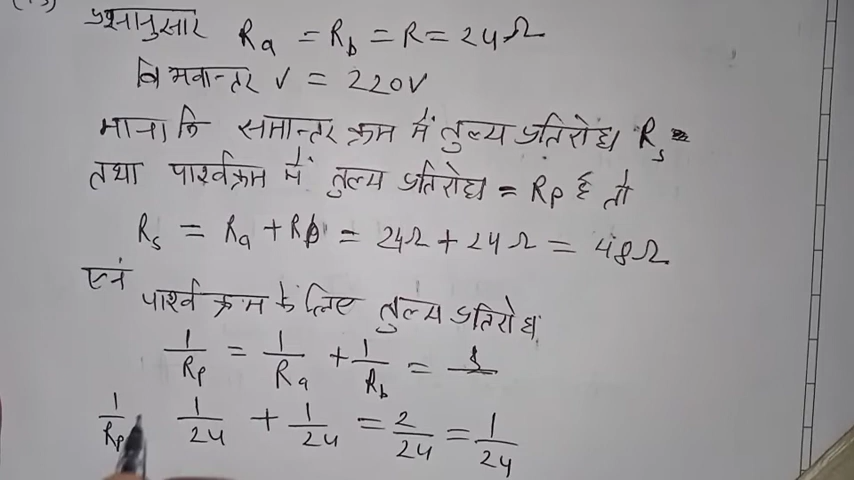 प्रश्नानुसार Ra = Rb = R = 24Ω
विभवान्तर V = 220V
माना कि समान्तर क्रम में तुल्य प्रतिरोध Rs =
तथा पार्श्वक्रम में तुल्य प्रतिरोध = Rp है तो
Rs = Ra + Rb = 24Ω + 24Ω = 48Ω
एवं
पार्श्व क्रम के लिए तुल्य प्रतिरोध
1/Rp = 1/Ra + 1/Rb =
1/Rp 1/24 + 1/24 = 2/24 = 1/24